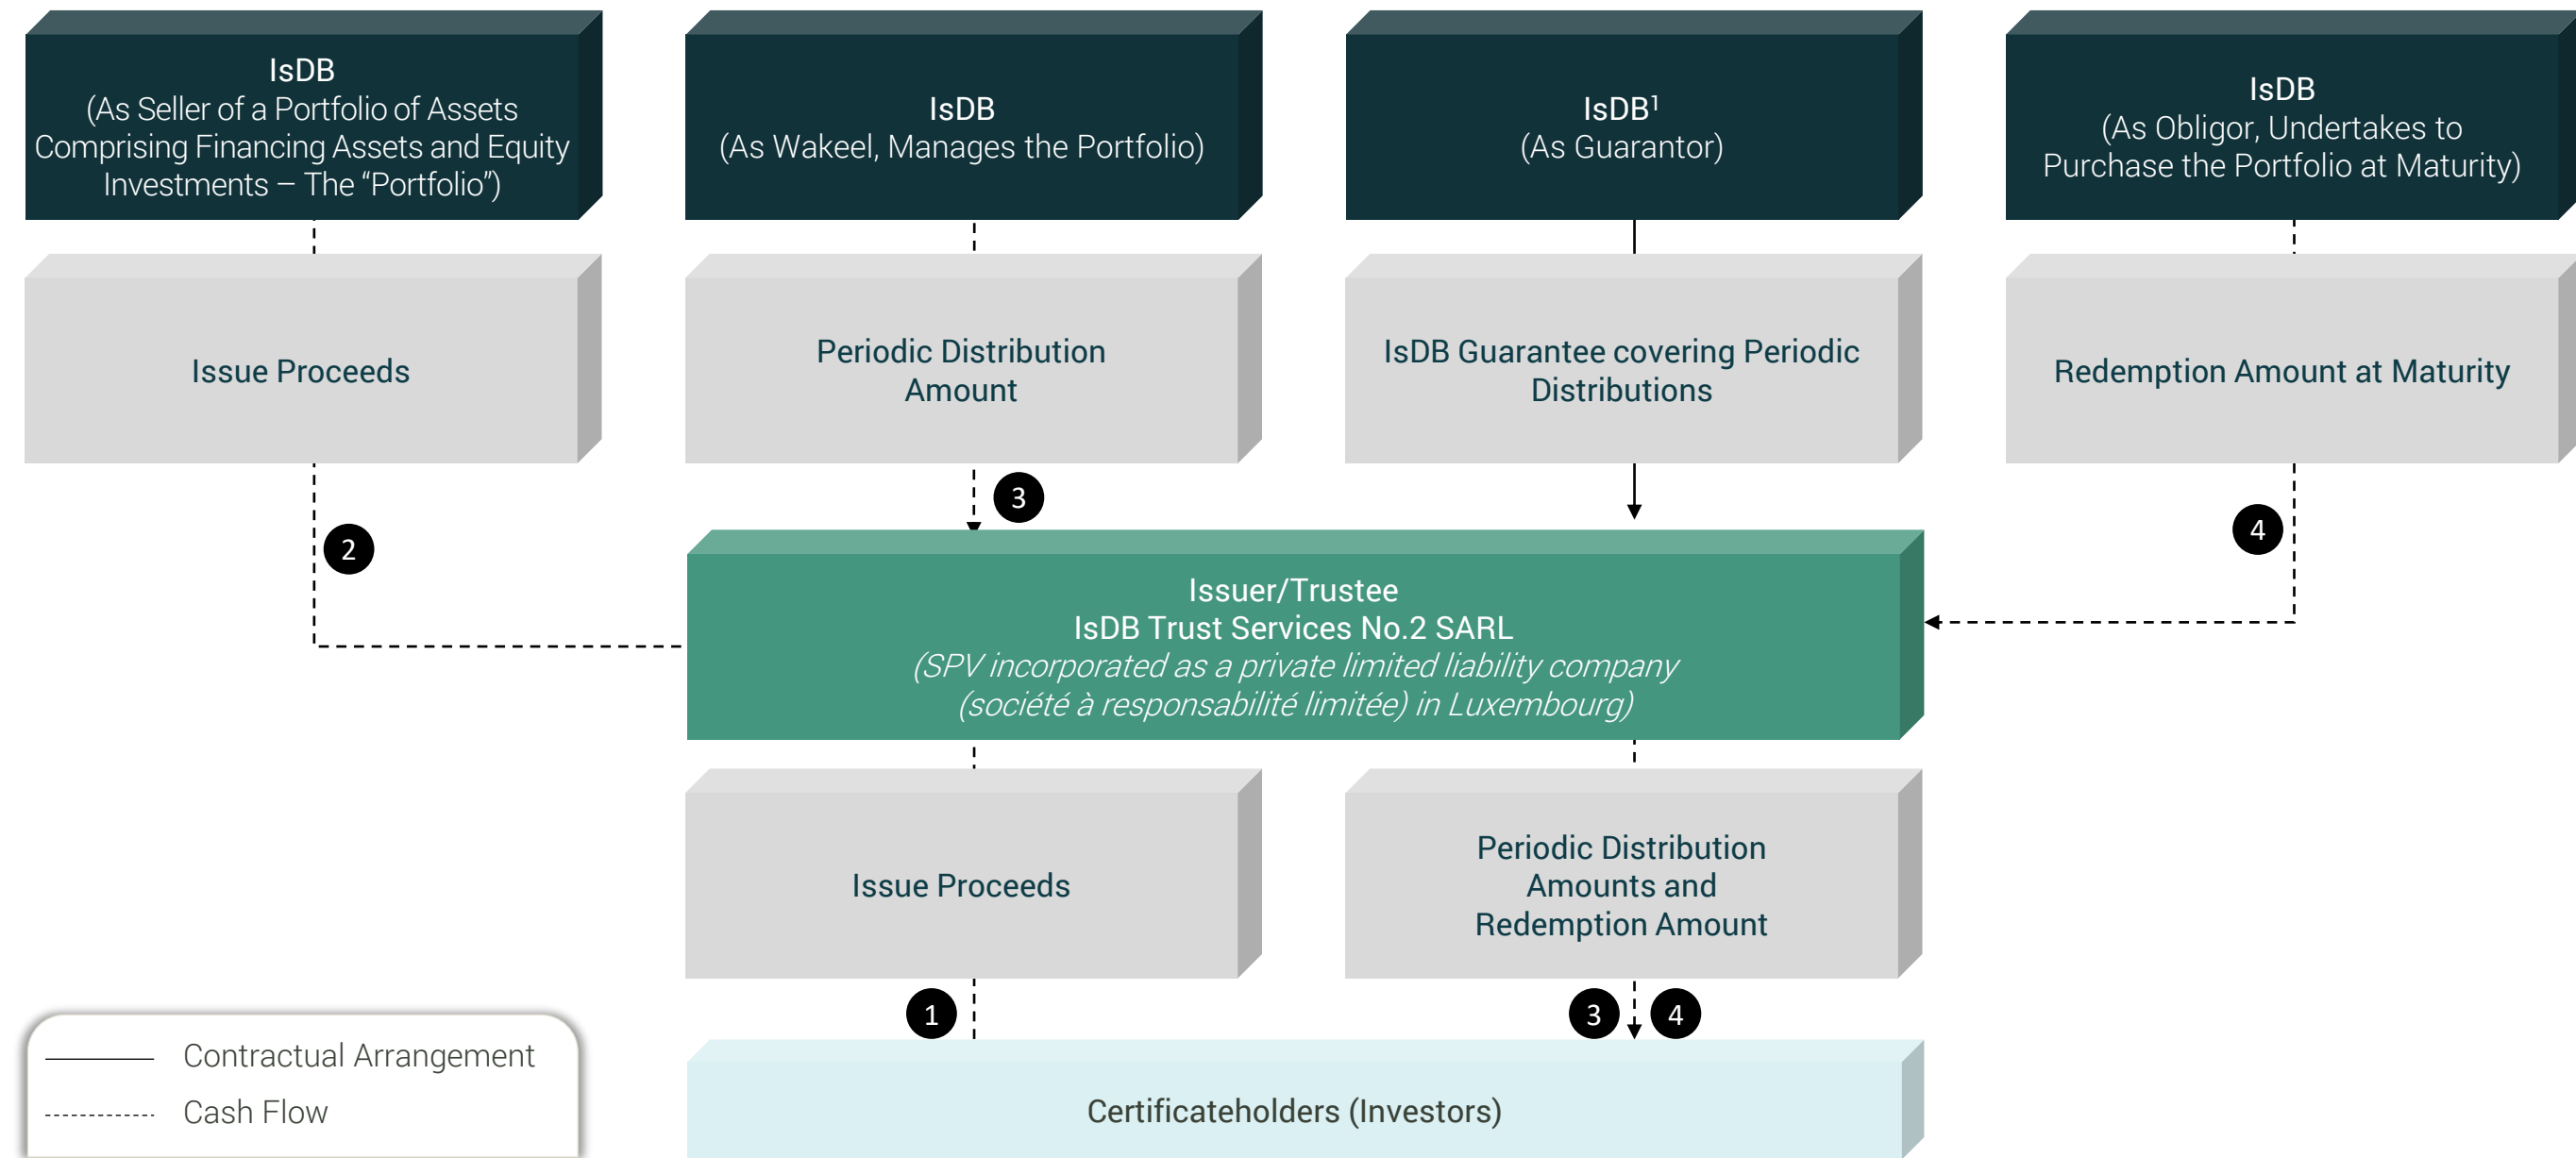 IsDB
(As Seller of a Portfolio of Assets
Comprising Financing Assets and Equity
Investments – The “Portfolio”)
IsDB
(As Wakeel, Manages the Portfolio)
IsDB¹
(As Guarantor)
IsDB
(As Obligor, Undertakes to
Purchase the Portfolio at Maturity)
Issue Proceeds
Periodic Distribution
Amount
IsDB Guarantee covering Periodic
Distributions
Redemption Amount at Maturity
3
2
4
Issuer/Trustee
IsDB Trust Services No.2 SARL
(SPV incorporated as a private limited liability company
(société à responsabilité limitée) in Luxembourg)
Issue Proceeds
Periodic Distribution
Amounts and
Redemption Amount
1
3
4
Contractual Arrangement
Cash Flow
Certificateholders (Investors)